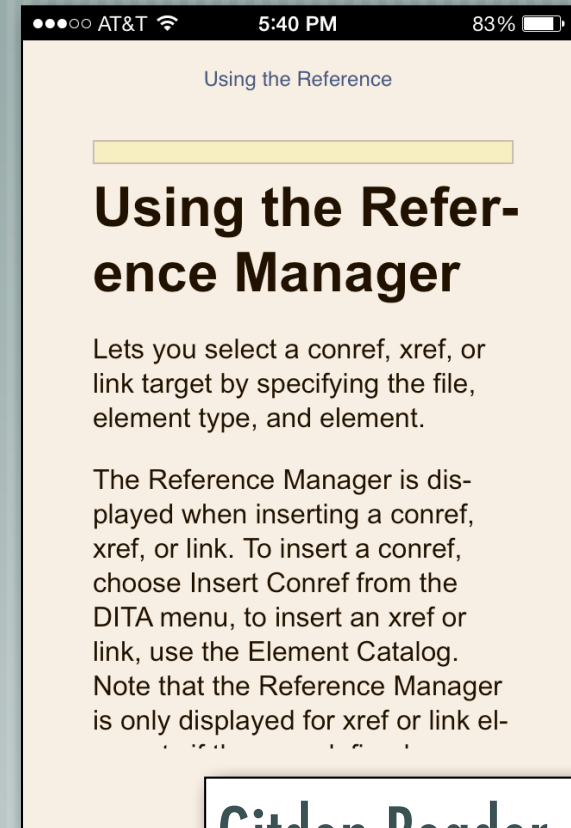 AT&T 5:40 PM 83%
Using the Reference
Using the Refer-
ence Manager
Lets you select a conref, xref, or
link target by specifying the file,
element type, and element.
The Reference Manager is dis-
played when inserting a conref,
xref, or link. To insert a conref,
choose Insert Conref from the
DITA menu, to insert an xref or
link, use the Element Catalog.
Note that the Reference Manager
is only displayed for xref or link el-
Gitden Reader